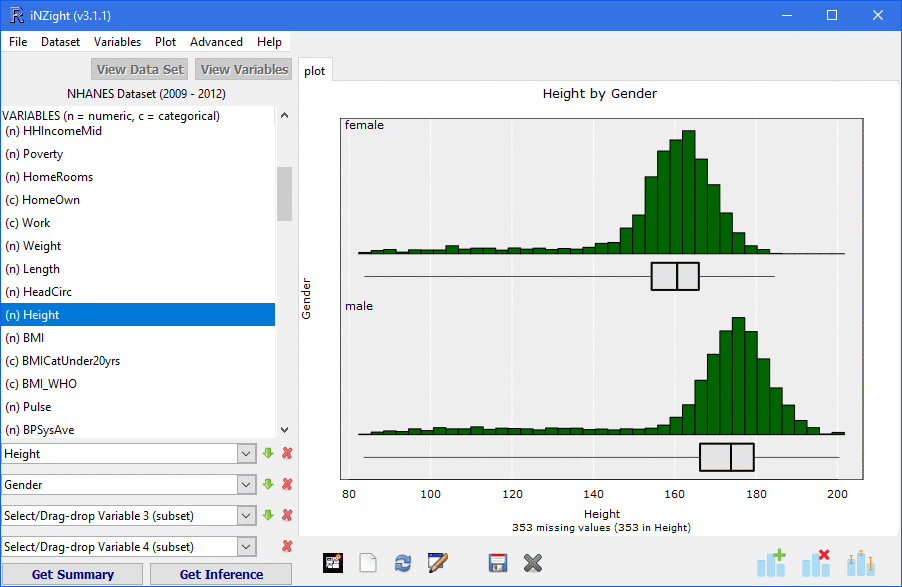 iNZight (v3.1.1)
File Dataset Variables Plot Advanced Help
View Data Set View Variables
NHANES Dataset (2009 - 2012)
VARIABLES (n = numeric, c = categorical)
(n) HHIncomeMid
(n) Poverty
(n) HomeRooms
(c) HomeOwn
(c) Work
(n) Weight
(n) Length
(n) HeadCirc
(n) Height
(n) BMI
(c) BMICatUnder20yrs
(c) BMI_WHO
(n) Pulse
(n) BPSysAve
Height
Gender
Select/Drag-drop Variable 3 (subset)
Select/Drag-drop Variable 4 (subset)
Get Summary Get Inference
plot
Height by Gender
female
male
Gender
80 100 120 140 160 180 200
Height
353 missing values (353 in Height)